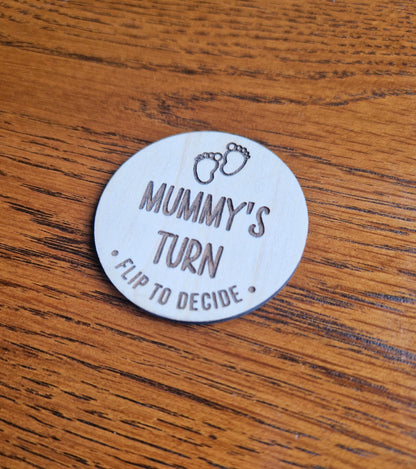 MUMMY'S
TURN
• FLIP TO DECIDE •